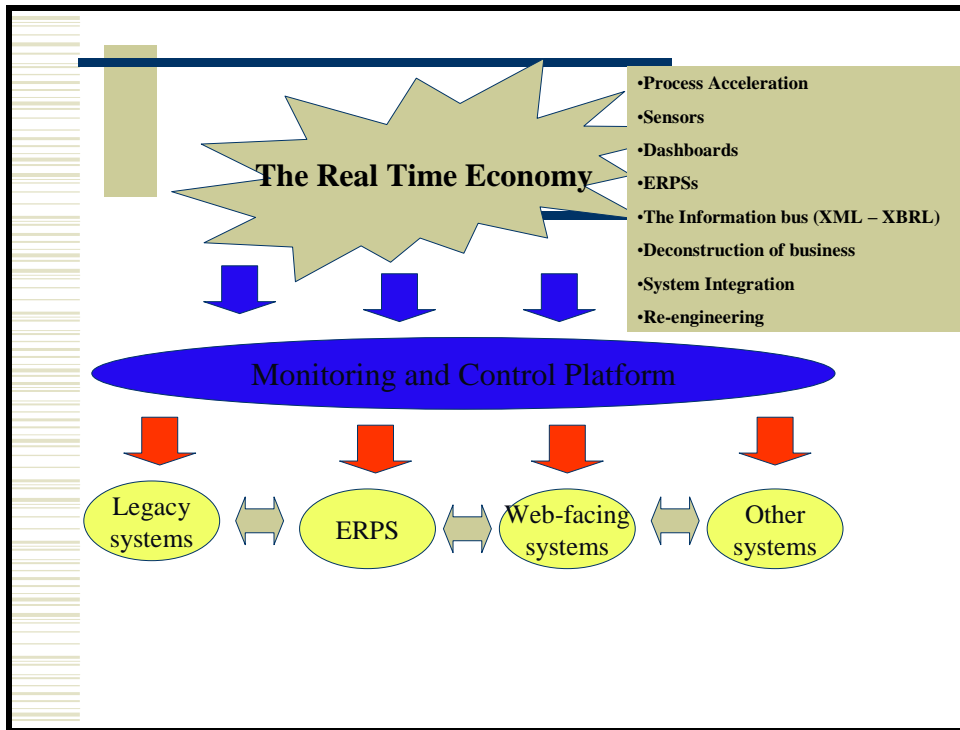 The Real Time Economy
•Process Acceleration
•Sensors
•Dashboards
•ERPSs
•The Information bus (XML – XBRL)
•Deconstruction of business
•System Integration
•Re-engineering
Monitoring and Control Platform
Legacy
systems
ERPS
Web-facing
systems
Other
systems